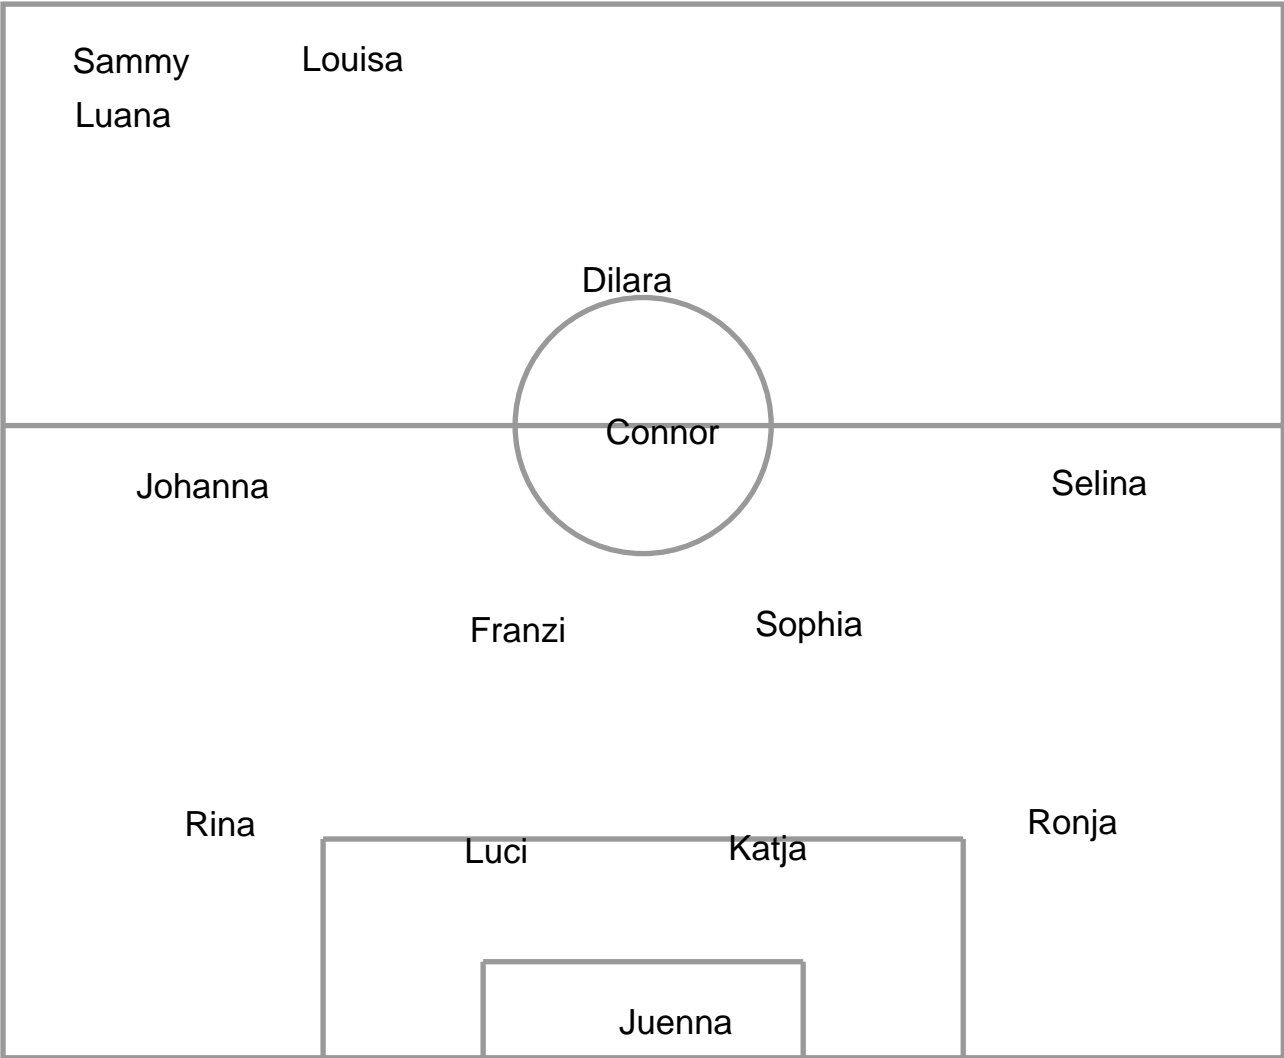 Sammy Louisa
Luana
Dilara
Connor
Johanna Selina
Franzi Sophia
Rina Ronja
Luci Katja
Juenna